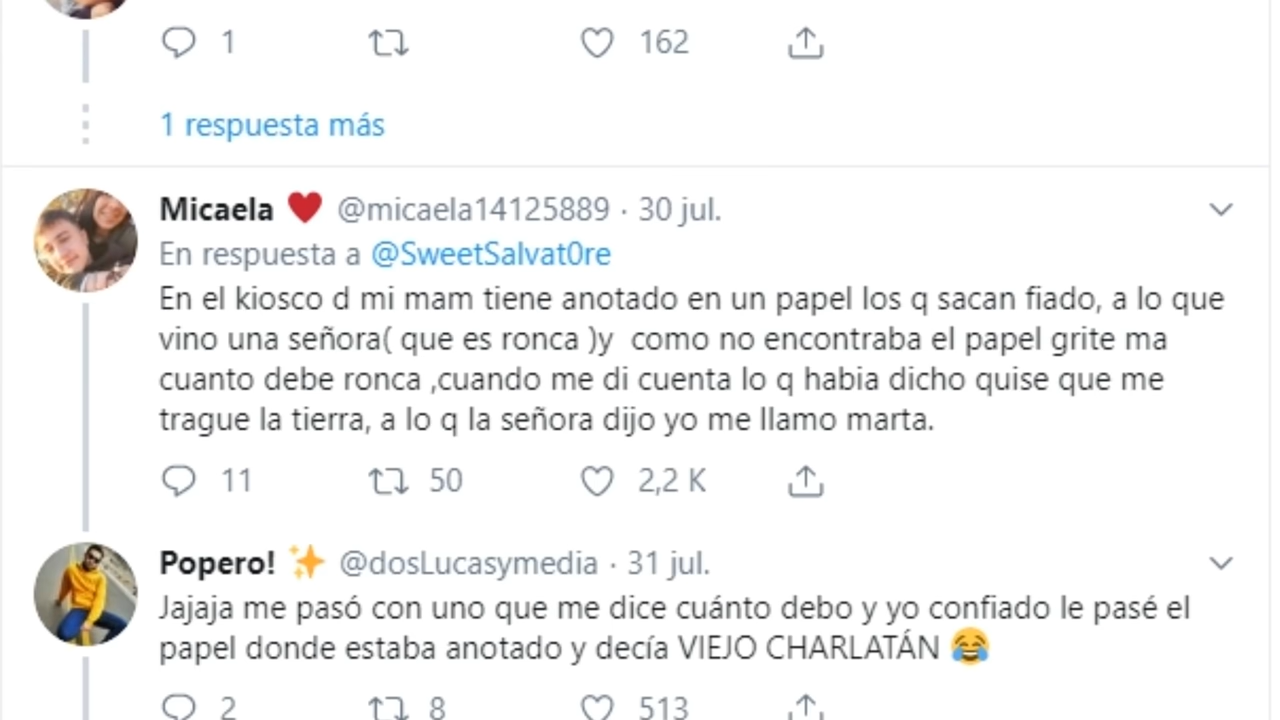 1 162
1 respuesta más
Micaela ❤️ @micaela14125889 · 30 jul.
En respuesta a @SweetSalvat0re
En el kiosco d mi mam tiene anotado en un papel los q sacan fiado, a lo que
vino una señora( que es ronca )y  como no encontraba el papel grite ma
cuanto debe ronca ,cuando me di cuenta lo q habia dicho quise que me
trague la tierra, a lo q la señora dijo yo me llamo marta.
11 50 2,2 K
Popero! ✨ @dosLucasymedia · 31 jul.
Jajaja me pasó con uno que me dice cuánto debo y yo confiado le pasé el
papel donde estaba anotado y decía VIEJO CHARLATÁN 😂
2 8 513